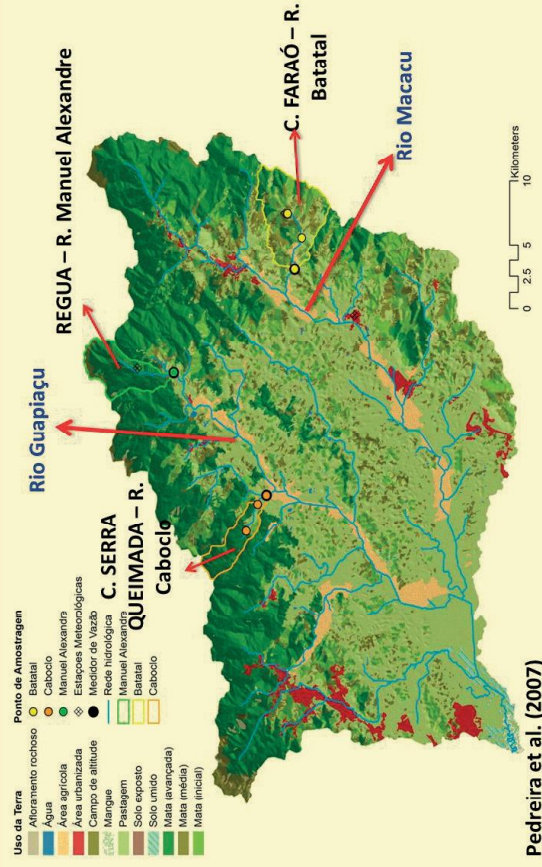 Uso da Terra
Afloramento rochoso
Água
Área agrícola
Área urbanizada
Campo de altitude
Mangue
Pastagem
Solo exposto
Solo umido
Mata (avançada)
Mata (média)
Mata (inicial)
Ponto de Amostragen
Batatal
Caboclo
Manuel Alexandre
Estaçoes Meteorológicas
Medidor de Vazão
Rede hidrológica
Manuel Alexandre
Batatal
Caboclo
Rio Guapiaçu
REGUA – R. Manuel Alexandre
C. SERRA
QUEIMADA – R.
Caboclo
C. FARAÓ – R.
Batatal
Rio Macacu
0 2.5 5 10
Kilometers
Pedreira et al. (2007)